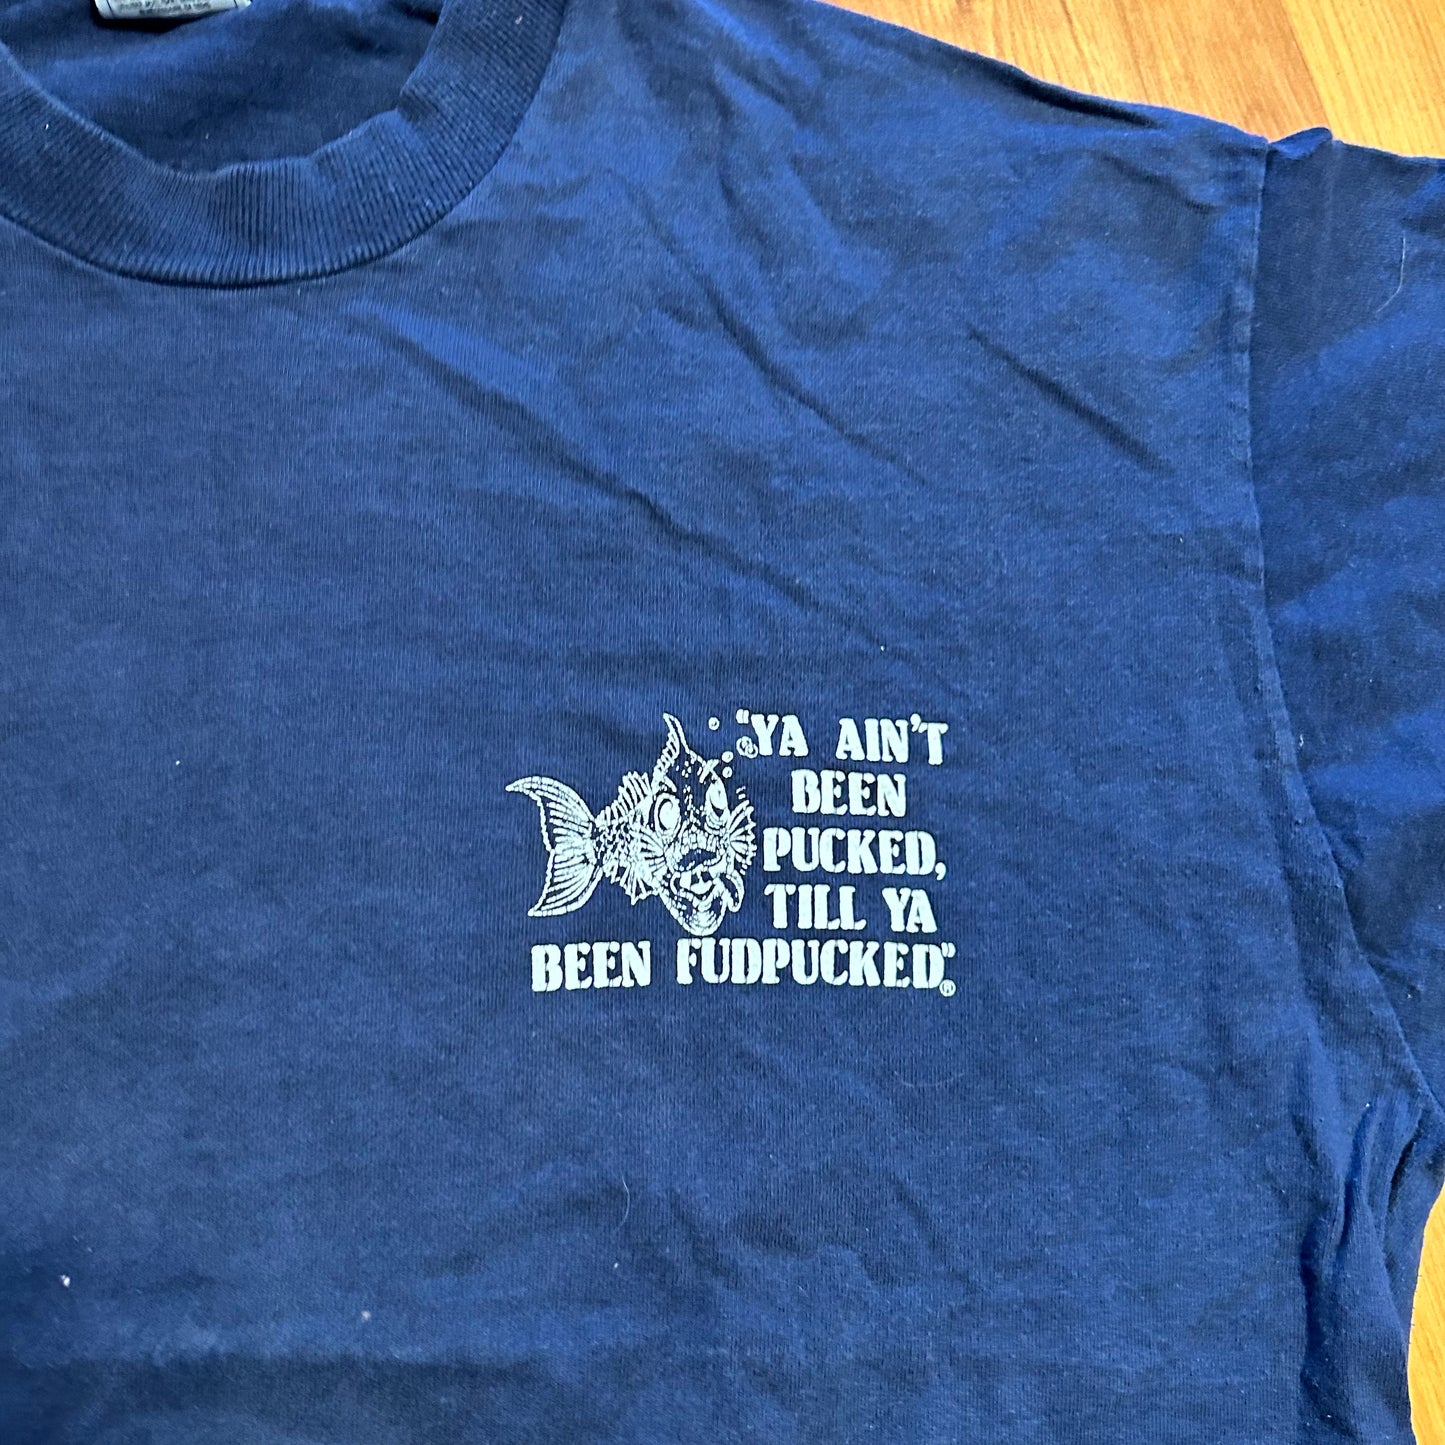 "YA AIN'T
BEEN
PUCKED,
TILL YA
BEEN FUDPUCKED."®